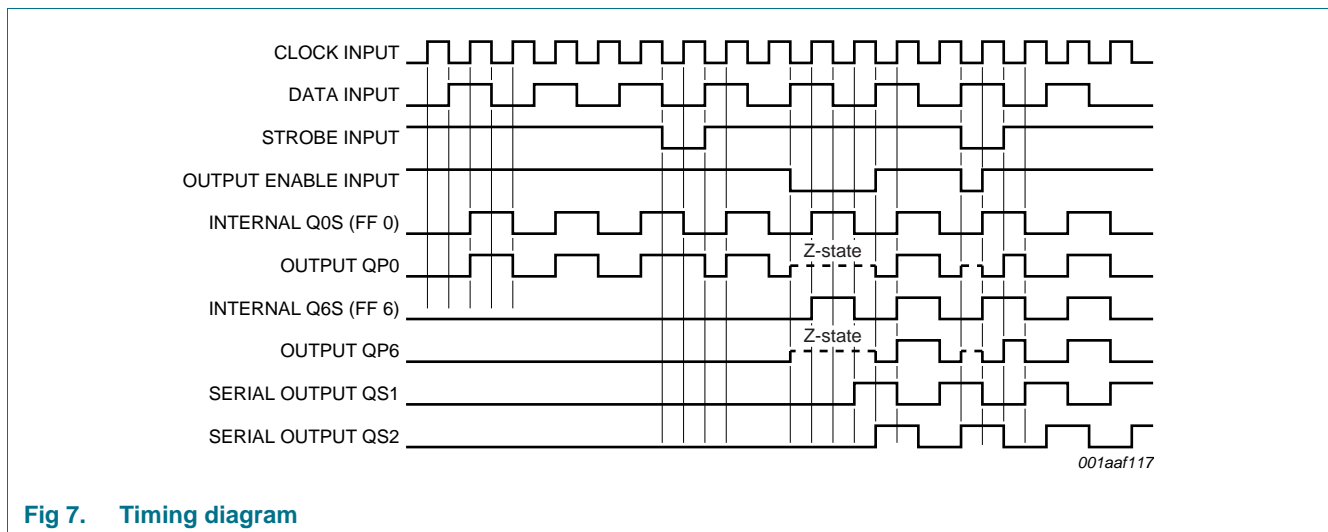 CLOCK INPUT
DATA INPUT
STROBE INPUT
OUTPUT ENABLE INPUT
INTERNAL Q0S (FF 0)
Z-state
OUTPUT QP0
INTERNAL Q6S (FF 6)
Z-state
OUTPUT QP6
SERIAL OUTPUT QS1
SERIAL OUTPUT QS2
001aaf117
Fig 7. Timing diagram